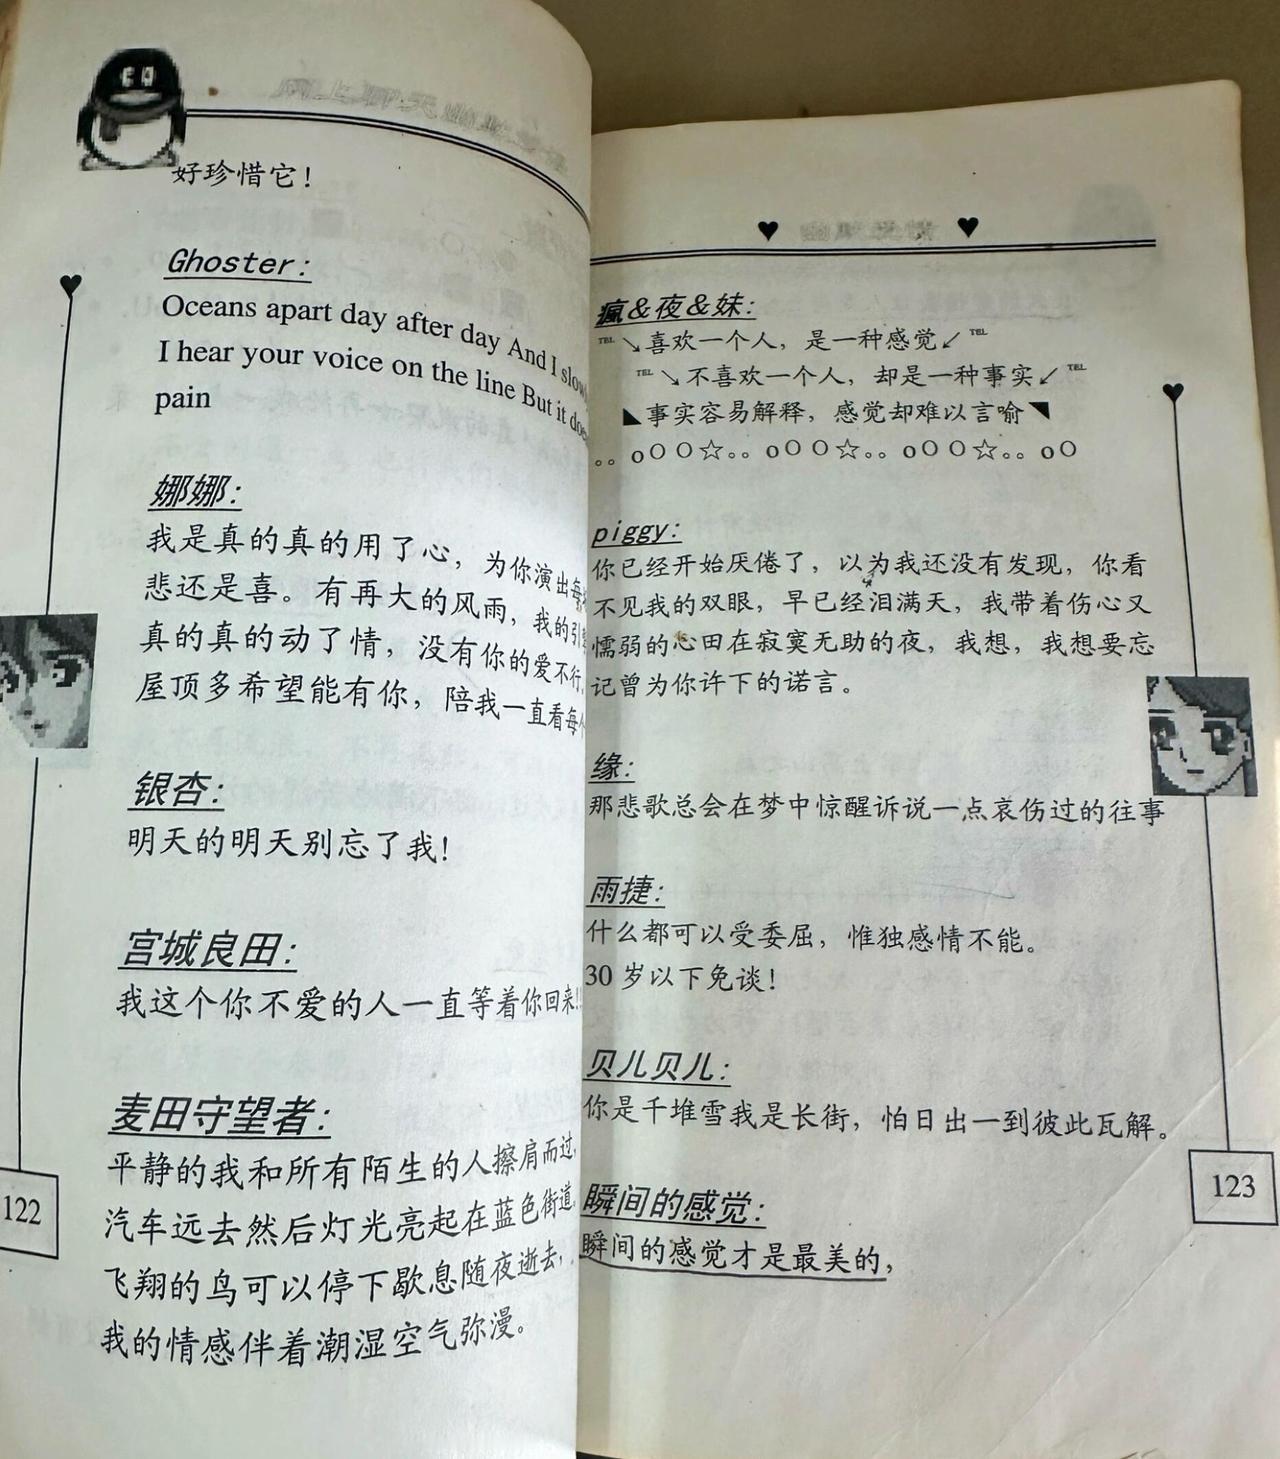 好珍惜它！
Ghoster:
Oceans apart day after day And I
I hear your voice on the line But it
pain
娜娜：
我是真的真的用了心，为你演出每
悲还是喜。有再大的风雨，我的引
真的真的动了情，没有你的爱不行，
屋顶多希望能有你，陪我一直看每
银杏：
明天的明天别忘了我！
宫城良田：
我这个你不爱的人一直等着你回来!!
麦田守望者：
平静的我和所有陌生的人擦肩而过，
汽车远去然后灯光亮起在蓝色街道，
飞翔的鸟可以停下歇息随夜逝去，
我的情感伴着潮湿空气弥漫。
122
瘋&夜&妹：
℡↘喜欢一个人，是一种感觉↙℡
℡↘不喜欢一个人，却是一种事实↙℡
◣事实容易解释，感觉却难以言喻◥
。。oＯＯ☆。。oＯＯ☆。。oＯＯ☆。。oＯ
piggy:
你已经开始厌倦了，以为我还没有发现，你看
不见我的双眼，早已经泪满天，我带着伤心又
懦弱的心田在寂寞无助的夜，我想，我想要忘
记曾为你许下的诺言。
缘：
那悲歌总会在梦中惊醒诉说一点哀伤过的往事
雨捷：
什么都可以受委屈，惟独感情不能。
30 岁以下免谈！
贝儿贝儿：
你是千堆雪我是长街，怕日出一到彼此瓦解。
瞬间的感觉：
瞬间的感觉才是最美的，
123